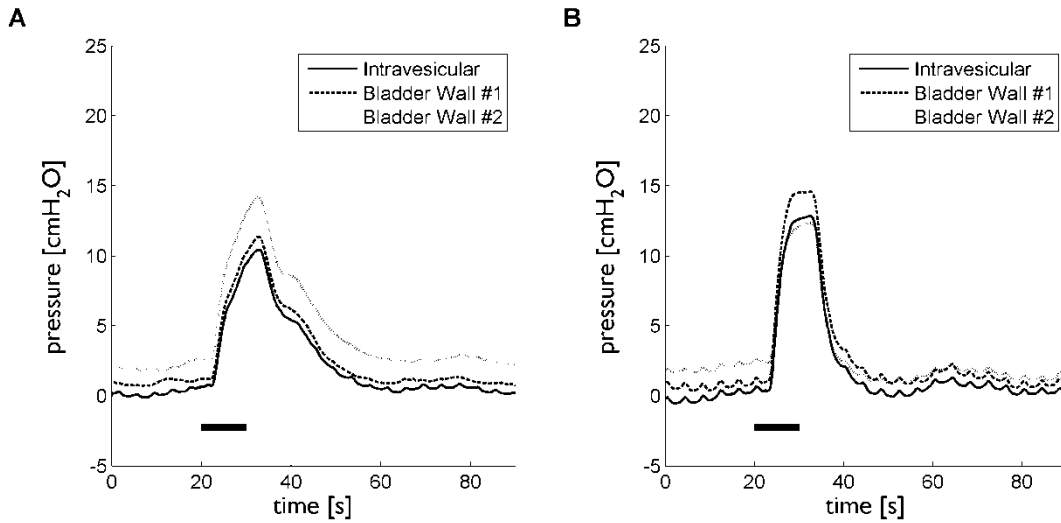 A
25
20
15
10
5
0
-5
pressure [cmH₂O]
Intravesicular
Bladder Wall #1
Bladder Wall #2
0 20 40 60 80
time [s]
B
25
20
15
10
5
0
-5
pressure [cmH₂O]
Intravesicular
Bladder Wall #1
Bladder Wall #2
0 20 40 60 80
time [s]